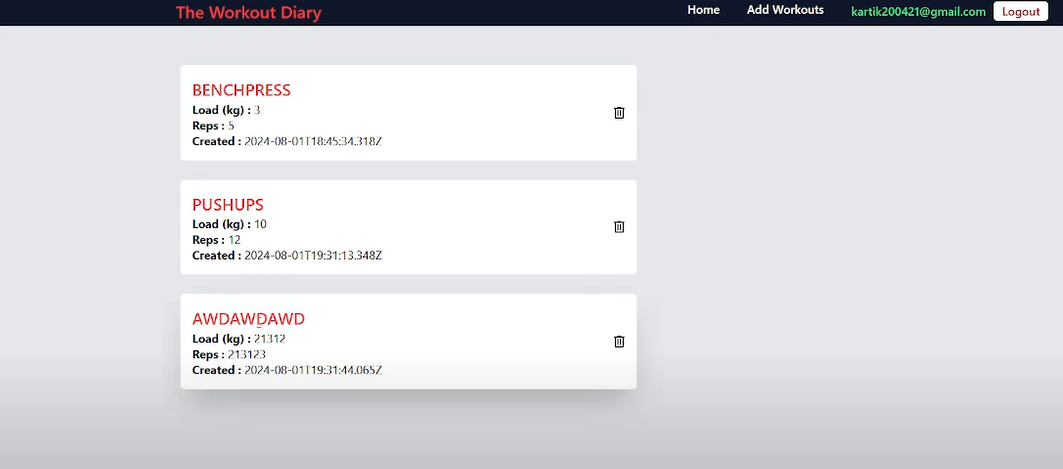 The Workout Diary
Home Add Workouts kartik200421@gmail.com Logout
BENCHPRESS
Load (kg) : 3
Reps : 5
Created : 2024-08-01T18:45:34.318Z
PUSHUPS
Load (kg) : 10
Reps : 12
Created : 2024-08-01T19:31:13.348Z
AWDAWDAWD
Load (kg) : 21312
Reps : 213123
Created : 2024-08-01T19:31:44.065Z